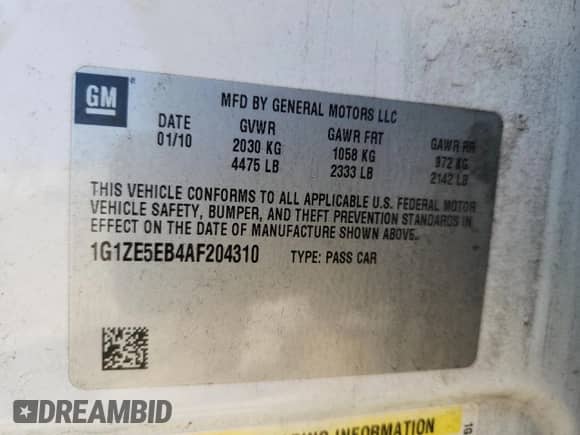 GM
®
MFD BY GENERAL MOTORS LLC
DATE GVWR GAWR FRT GAWR RR
01/10 2030 KG 1058 KG 972 KG
4475 LB 2333 LB 2142 LB
THIS VEHICLE CONFORMS TO ALL APPLICABLE U.S. FEDERAL MOTOR
VEHICLE SAFETY, BUMPER, AND THEFT PREVENTION STANDARDS IN
EFFECT ON THE DATE OF MANUFACTURE SHOWN ABOVE.
1G1ZE5EB4AF204310 TYPE: PASS CAR
DREAMBID
INFORMATION